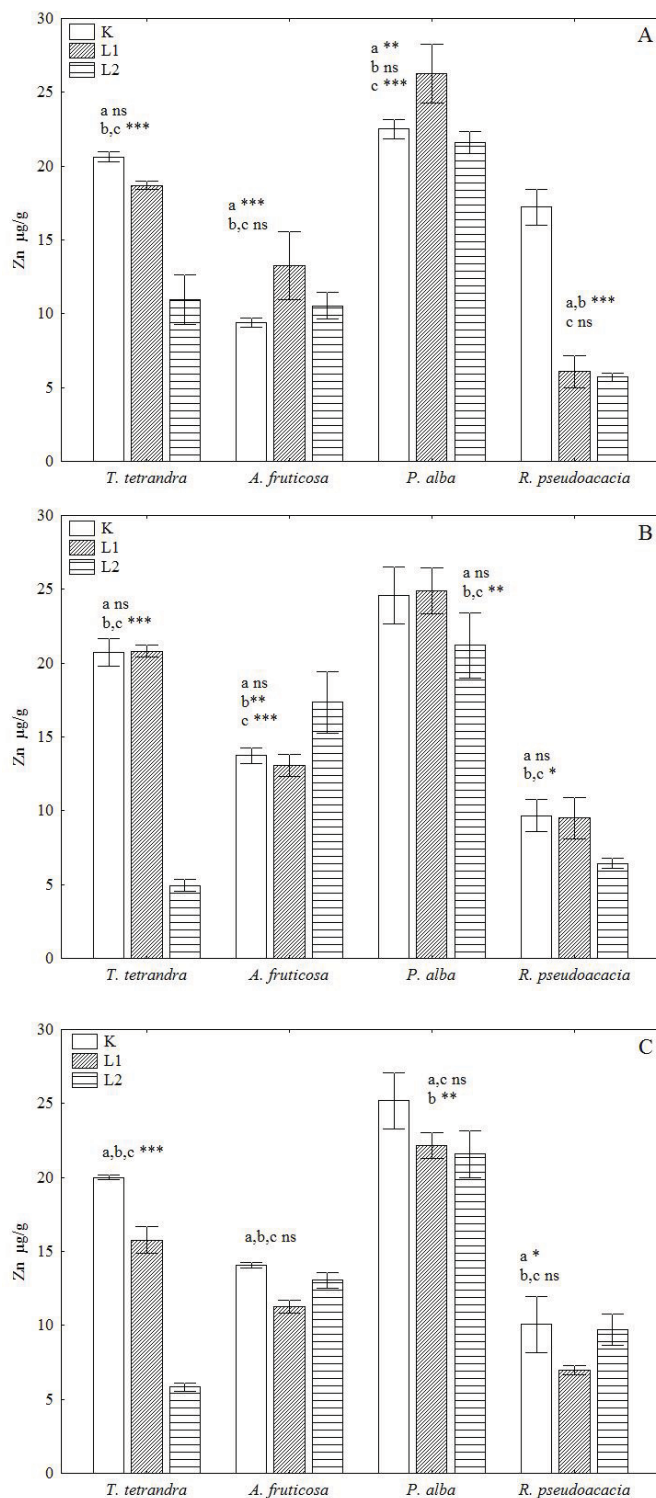 30
A
K
L1
L2
a **
b ns
c ***
25
a ns
b,c ***
20
a ***
b,c ns
Zn µg/g
15
a,b ***
c ns
10
5
0
T. tetrandra A. fruticosa P. alba R. pseudoacacia
30
B
K
L1
L2
25
a ns
b,c **
a ns
b,c ***
20
a ns
b**
c ***
Zn µg/g
15
a ns
b,c *
10
5
0
T. tetrandra A. fruticosa P. alba R. pseudoacacia
30
C
K
L1
L2
a,c ns
b **
25
a,b,c ***
20
a,b,c ns
Zn µg/g
15
a *
b,c ns
10
5
0
T. tetrandra A. fruticosa P. alba R. pseudoacacia